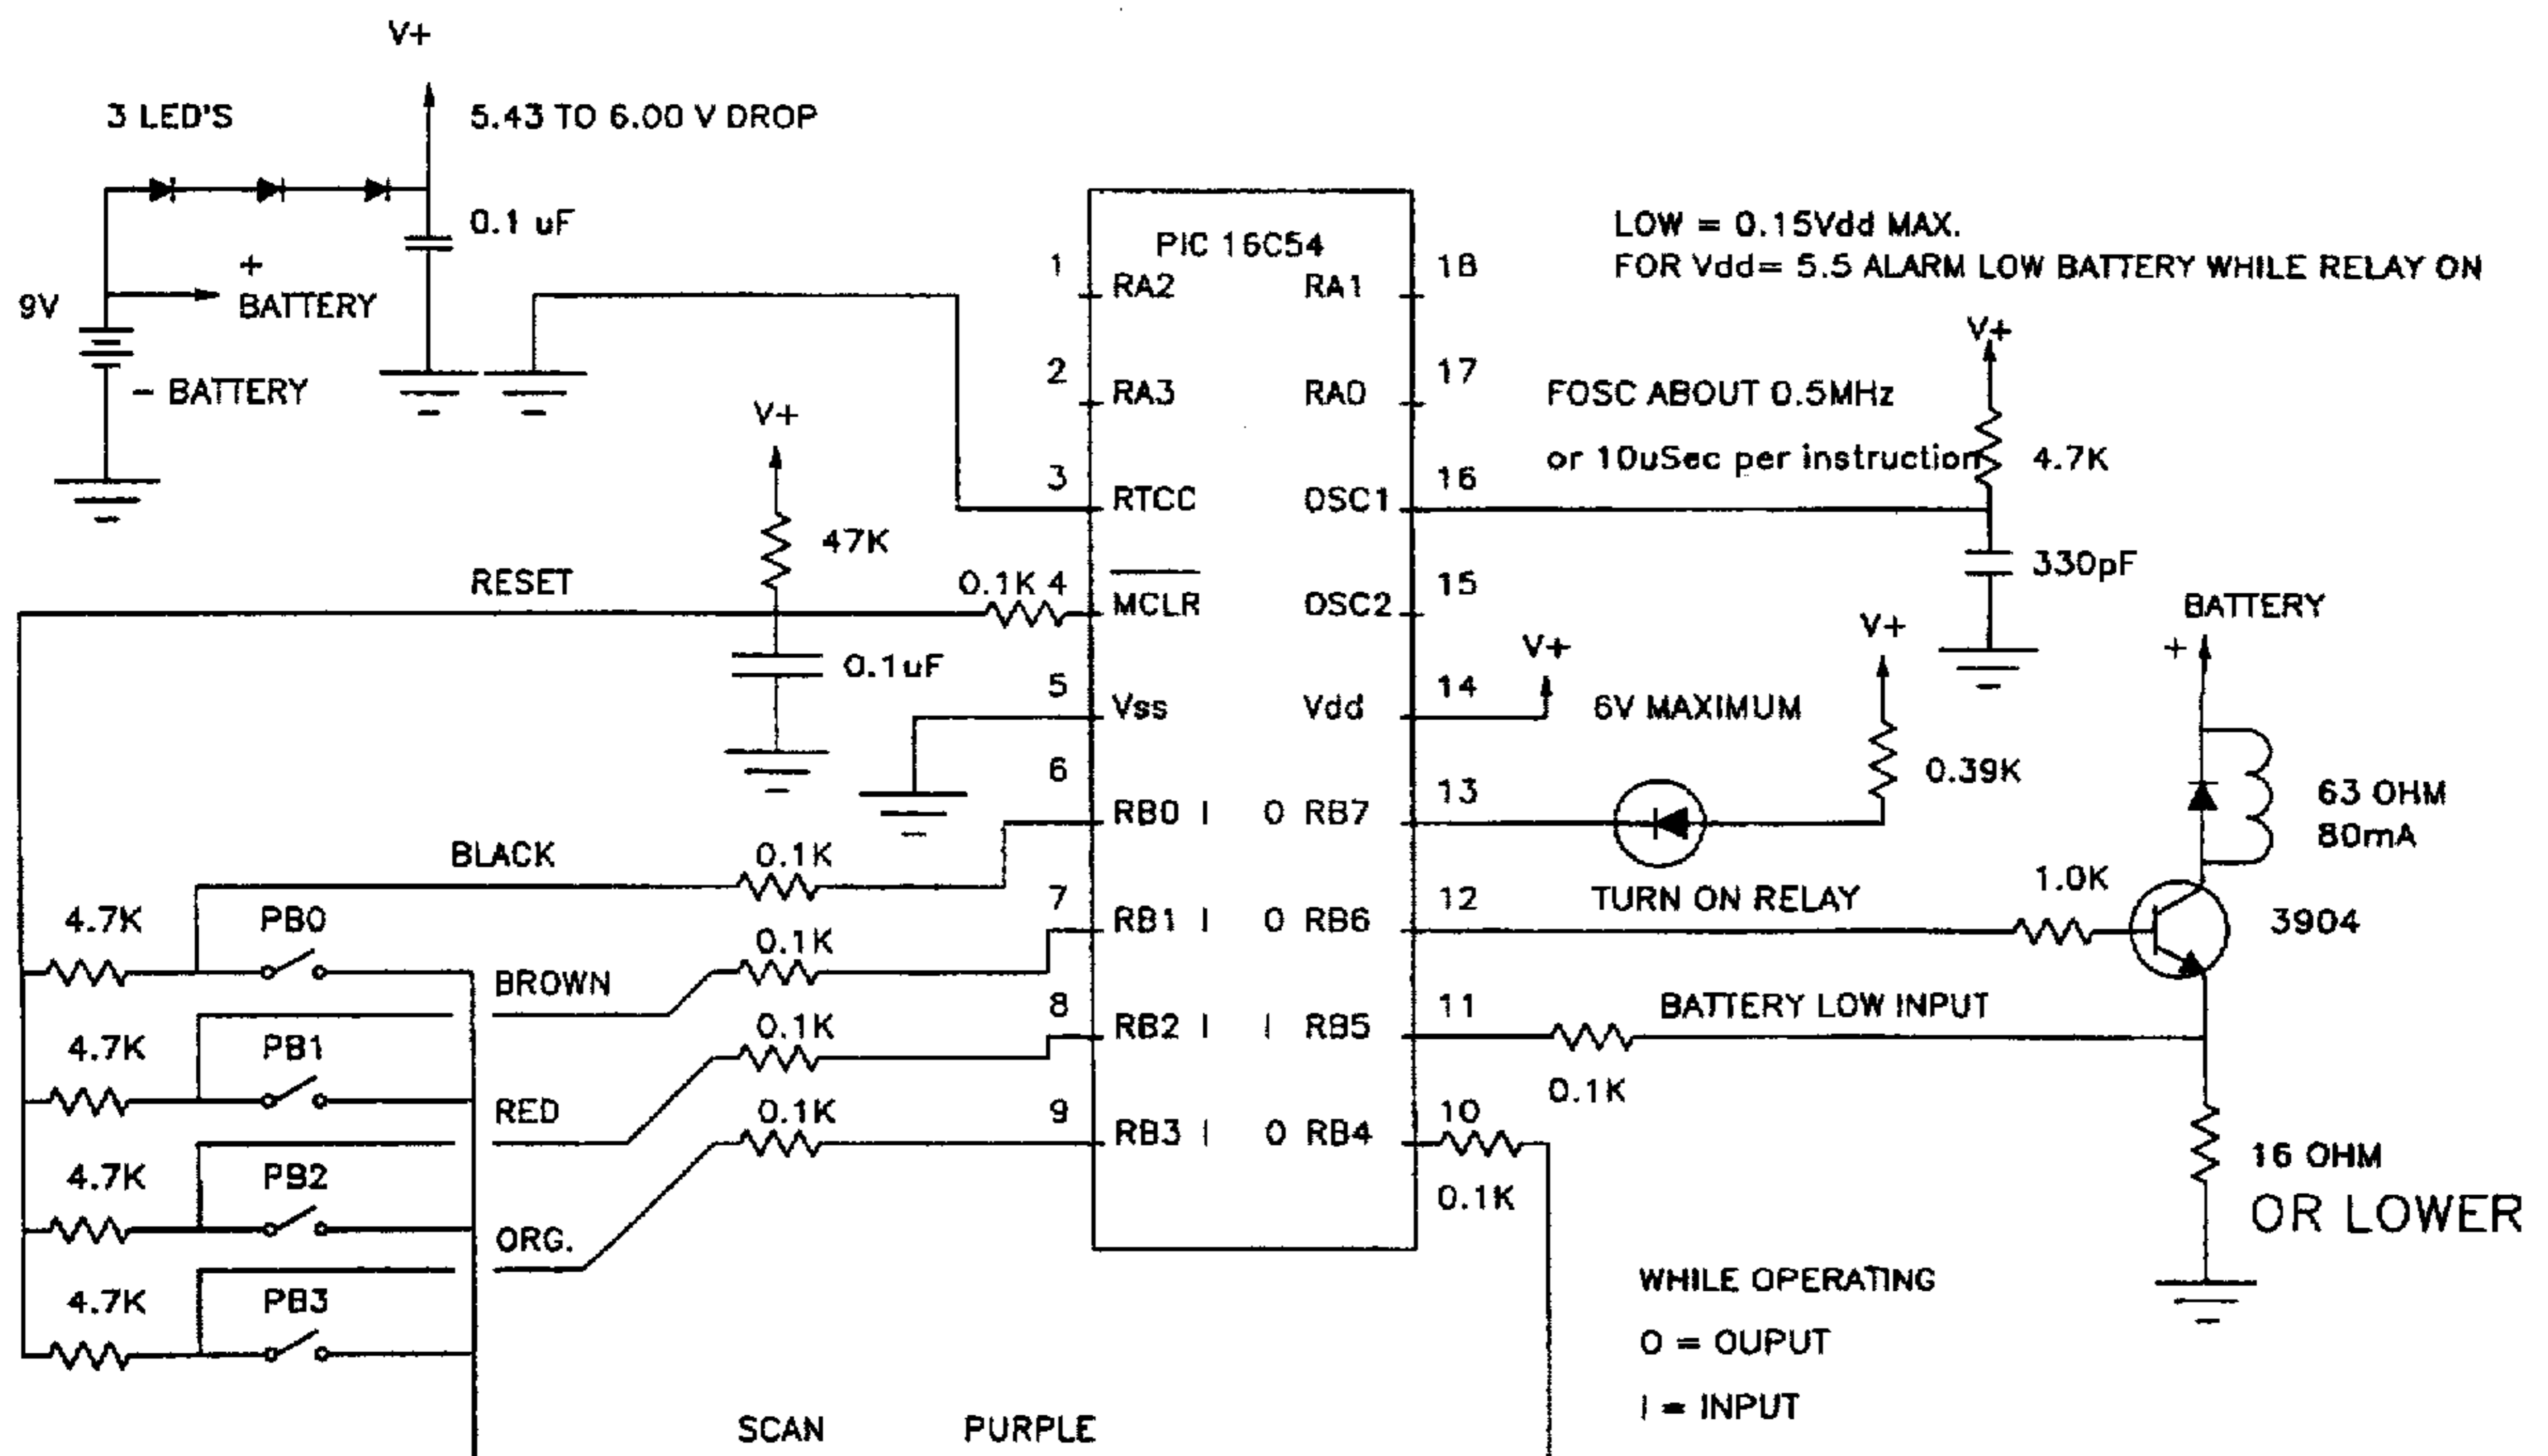 V+
3 LED'S
5.43 TO 6.00 V DROP
0.1 uF
9V
+
BATTERY
- BATTERY
PIC 16C54
LOW = 0.15Vdd MAX.
FOR Vdd= 5.5 ALARM LOW BATTERY WHILE RELAY ON
1
RA2
RA1
18
2
RA3
RA0
17
3
RTCC
OSC1
16
4
MCLR
OSC2
15
5
Vss
Vdd
14
6
RB0 I
O RB7
13
7
RB1 I
O RB6
12
8
RB2 I
I RB5
11
9
RB3 I
O RB4
10
V+
47K
RESET
0.1K
0.1uF
FOSC ABOUT 0.5MHz
or 10uSec per instruction
V+
4.7K
330pF
V+
6V MAXIMUM
V+
0.39K
BATTERY
+
63 OHM
80mA
TURN ON RELAY
1.0K
3904
BATTERY LOW INPUT
0.1K
0.1K
16 OHM
OR LOWER
BLACK
0.1K
4.7K
PB0
BROWN
0.1K
4.7K
PB1
RED
0.1K
4.7K
PB2
ORG.
0.1K
4.7K
PB3
SCAN
PURPLE
WHILE OPERATING
O = OUPUT
I = INPUT